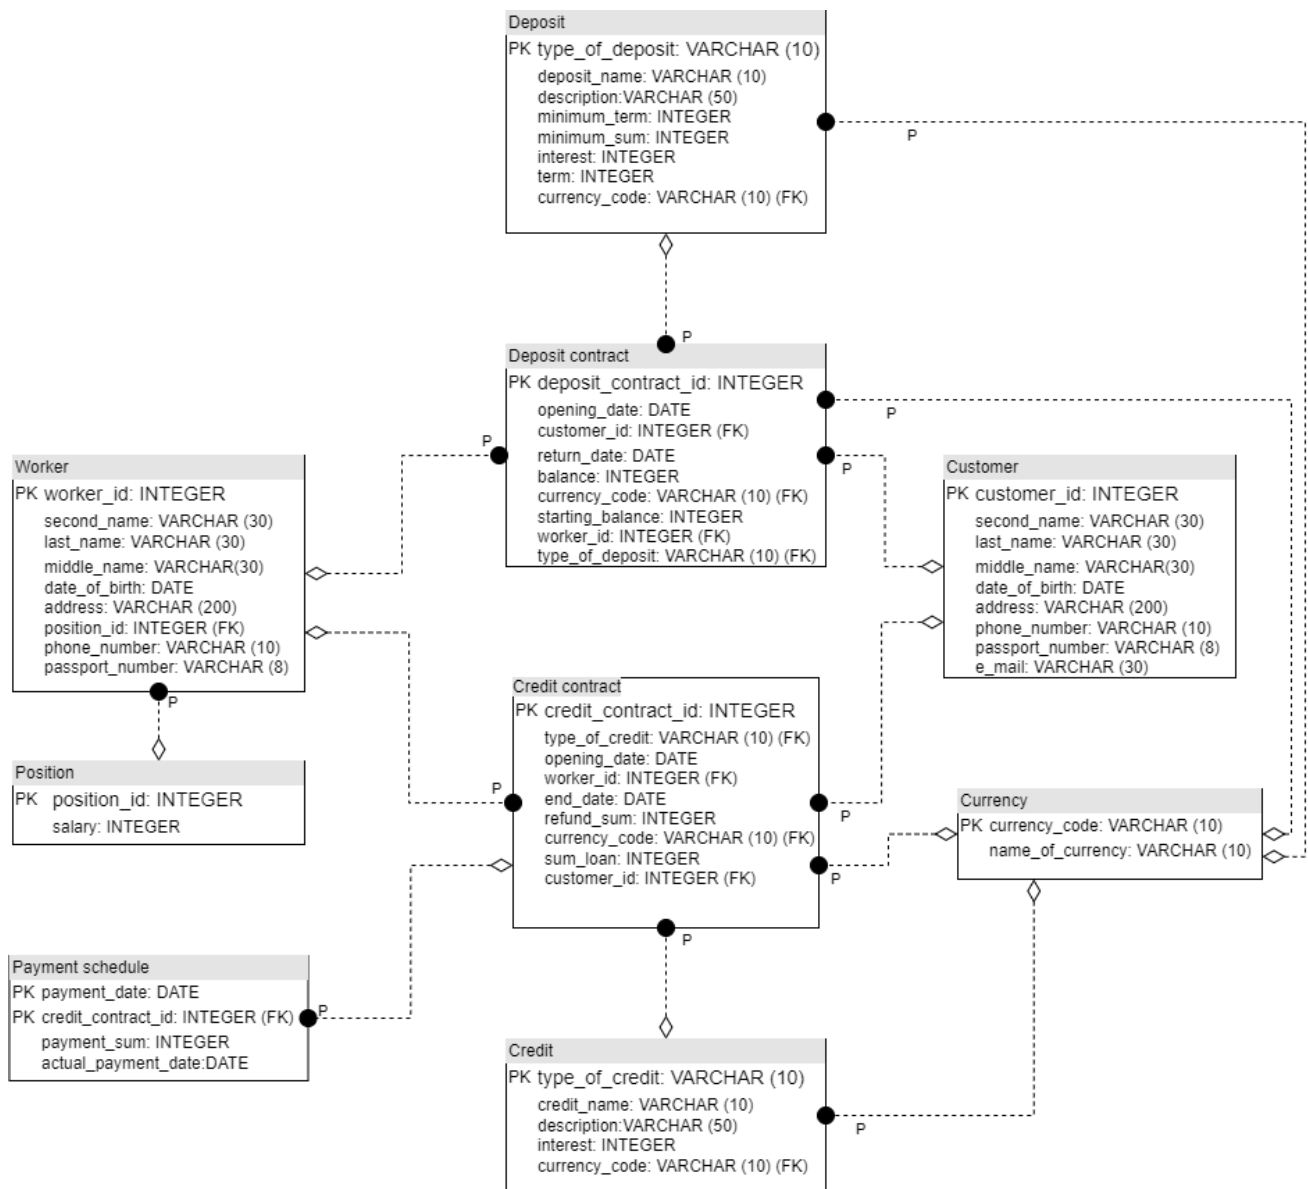 Deposit
PK type_of_deposit: VARCHAR (10)
deposit_name: VARCHAR (10)
description:VARCHAR (50)
minimum_term: INTEGER
minimum_sum: INTEGER
interest: INTEGER
term: INTEGER
currency_code: VARCHAR (10) (FK)
P
P
Deposit contract
PK deposit_contract_id: INTEGER
opening_date: DATE
customer_id: INTEGER (FK)
return_date: DATE
balance: INTEGER
currency_code: VARCHAR (10) (FK)
starting_balance: INTEGER
worker_id: INTEGER (FK)
type_of_deposit: VARCHAR (10) (FK)
P
P
P
Worker
PK worker_id: INTEGER
second_name: VARCHAR (30)
last_name: VARCHAR (30)
middle_name: VARCHAR(30)
date_of_birth: DATE
address: VARCHAR (200)
position_id: INTEGER (FK)
phone_number: VARCHAR (10)
passport_number: VARCHAR (8)
P
Customer
PK customer_id: INTEGER
second_name: VARCHAR (30)
last_name: VARCHAR (30)
middle_name: VARCHAR(30)
date_of_birth: DATE
address: VARCHAR (200)
phone_number: VARCHAR (10)
passport_number: VARCHAR (8)
e_mail: VARCHAR (30)
Position
PK position_id: INTEGER
salary: INTEGER
Credit contract
PK credit_contract_id: INTEGER
type_of_credit: VARCHAR (10) (FK)
opening_date: DATE
worker_id: INTEGER (FK)
end_date: DATE
refund_sum: INTEGER
currency_code: VARCHAR (10) (FK)
sum_loan: INTEGER
customer_id: INTEGER (FK)
P
P
P
P
Currency
PK currency_code: VARCHAR (10)
name_of_currency: VARCHAR (10)
Payment schedule
PK payment_date: DATE
PK credit_contract_id: INTEGER (FK)
payment_sum: INTEGER
actual_payment_date:DATE
P
Credit
PK type_of_credit: VARCHAR (10)
credit_name: VARCHAR (10)
description:VARCHAR (50)
interest: INTEGER
currency_code: VARCHAR (10) (FK)
P